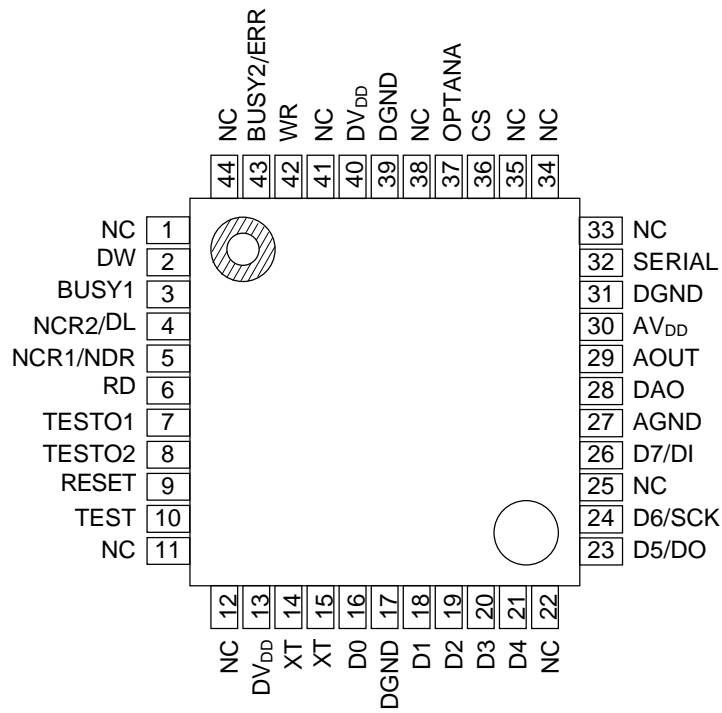 NC
BUSY2/ERR
WR
NC
DVDD
DGND
NC
OPTANA
CS
NC
NC
44
43
42
41
40
39
38
37
36
35
34
NC 1
DW 2
BUSY1 3
NCR2/DL 4
NCR1/NDR 5
RD 6
TESTO1 7
TESTO2 8
RESET 9
TEST 10
NC 11
33 NC
32 SERIAL
31 DGND
30 AVDD
29 AOUT
28 DAO
27 AGND
26 D7/DI
25 NC
24 D6/SCK
23 D5/DO
12
13
14
15
16
17
18
19
20
21
22
NC
DVDD
XT
XT
D0
DGND
D1
D2
D3
D4
NC